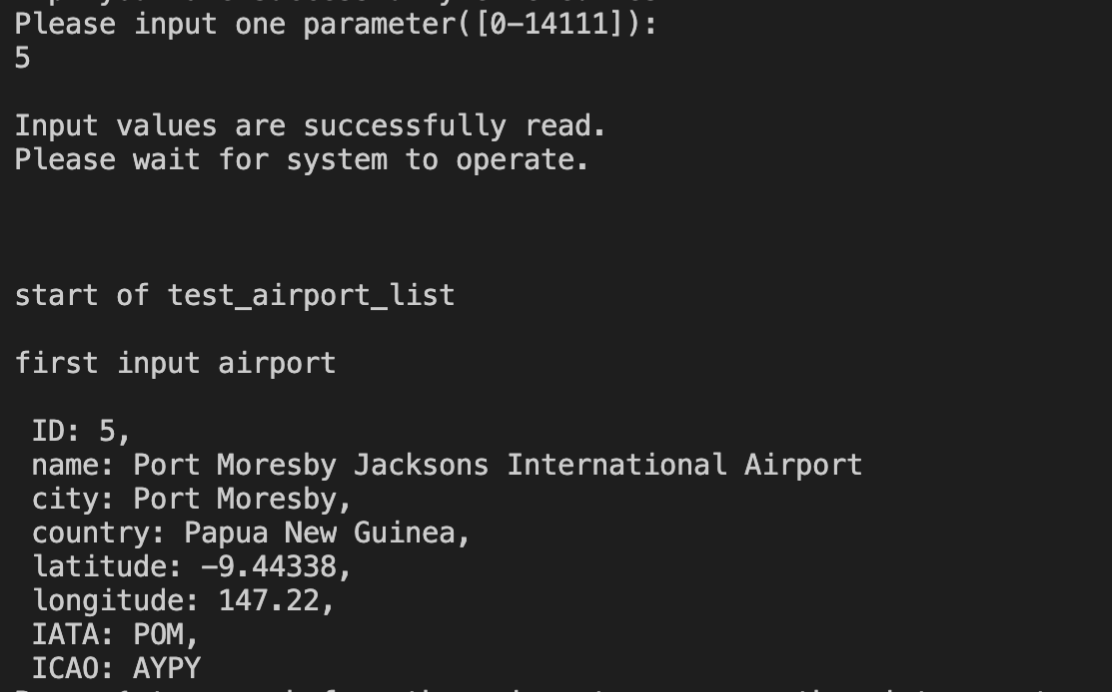 Please input one parameter([0-14111]):
5
Input values are successfully read.
Please wait for system to operate.
start of test_airport_list
first input airport
ID: 5,
name: Port Moresby Jacksons International Airport
city: Port Moresby,
country: Papua New Guinea,
latitude: -9.44338,
longitude: 147.22,
IATA: POM,
ICAO: AYPY